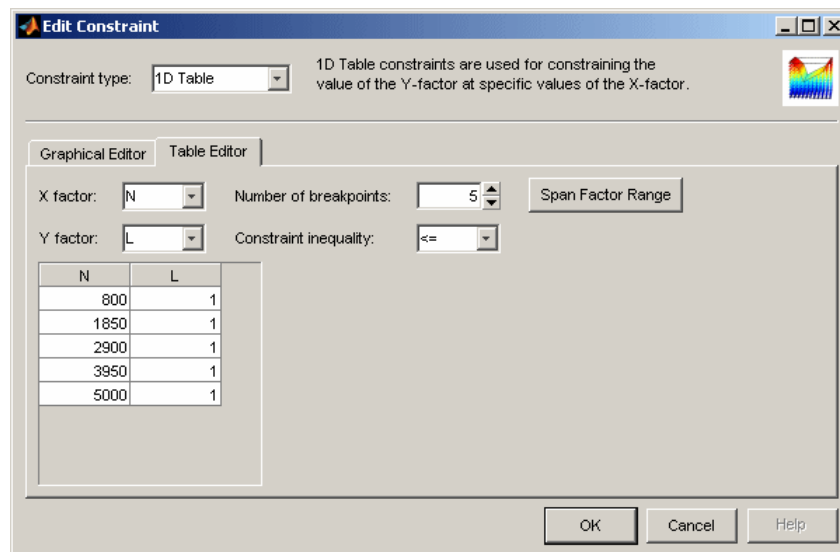 Edit Constraint
Constraint type: 1D Table
1D Table constraints are used for constraining the
value of the Y-factor at specific values of the X-factor.
Graphical Editor Table Editor
X factor: N Number of breakpoints: 5 Span Factor Range
Y factor: L Constraint inequality: <=
N L
800 1
1850 1
2900 1
3950 1
5000 1
OK Cancel Help